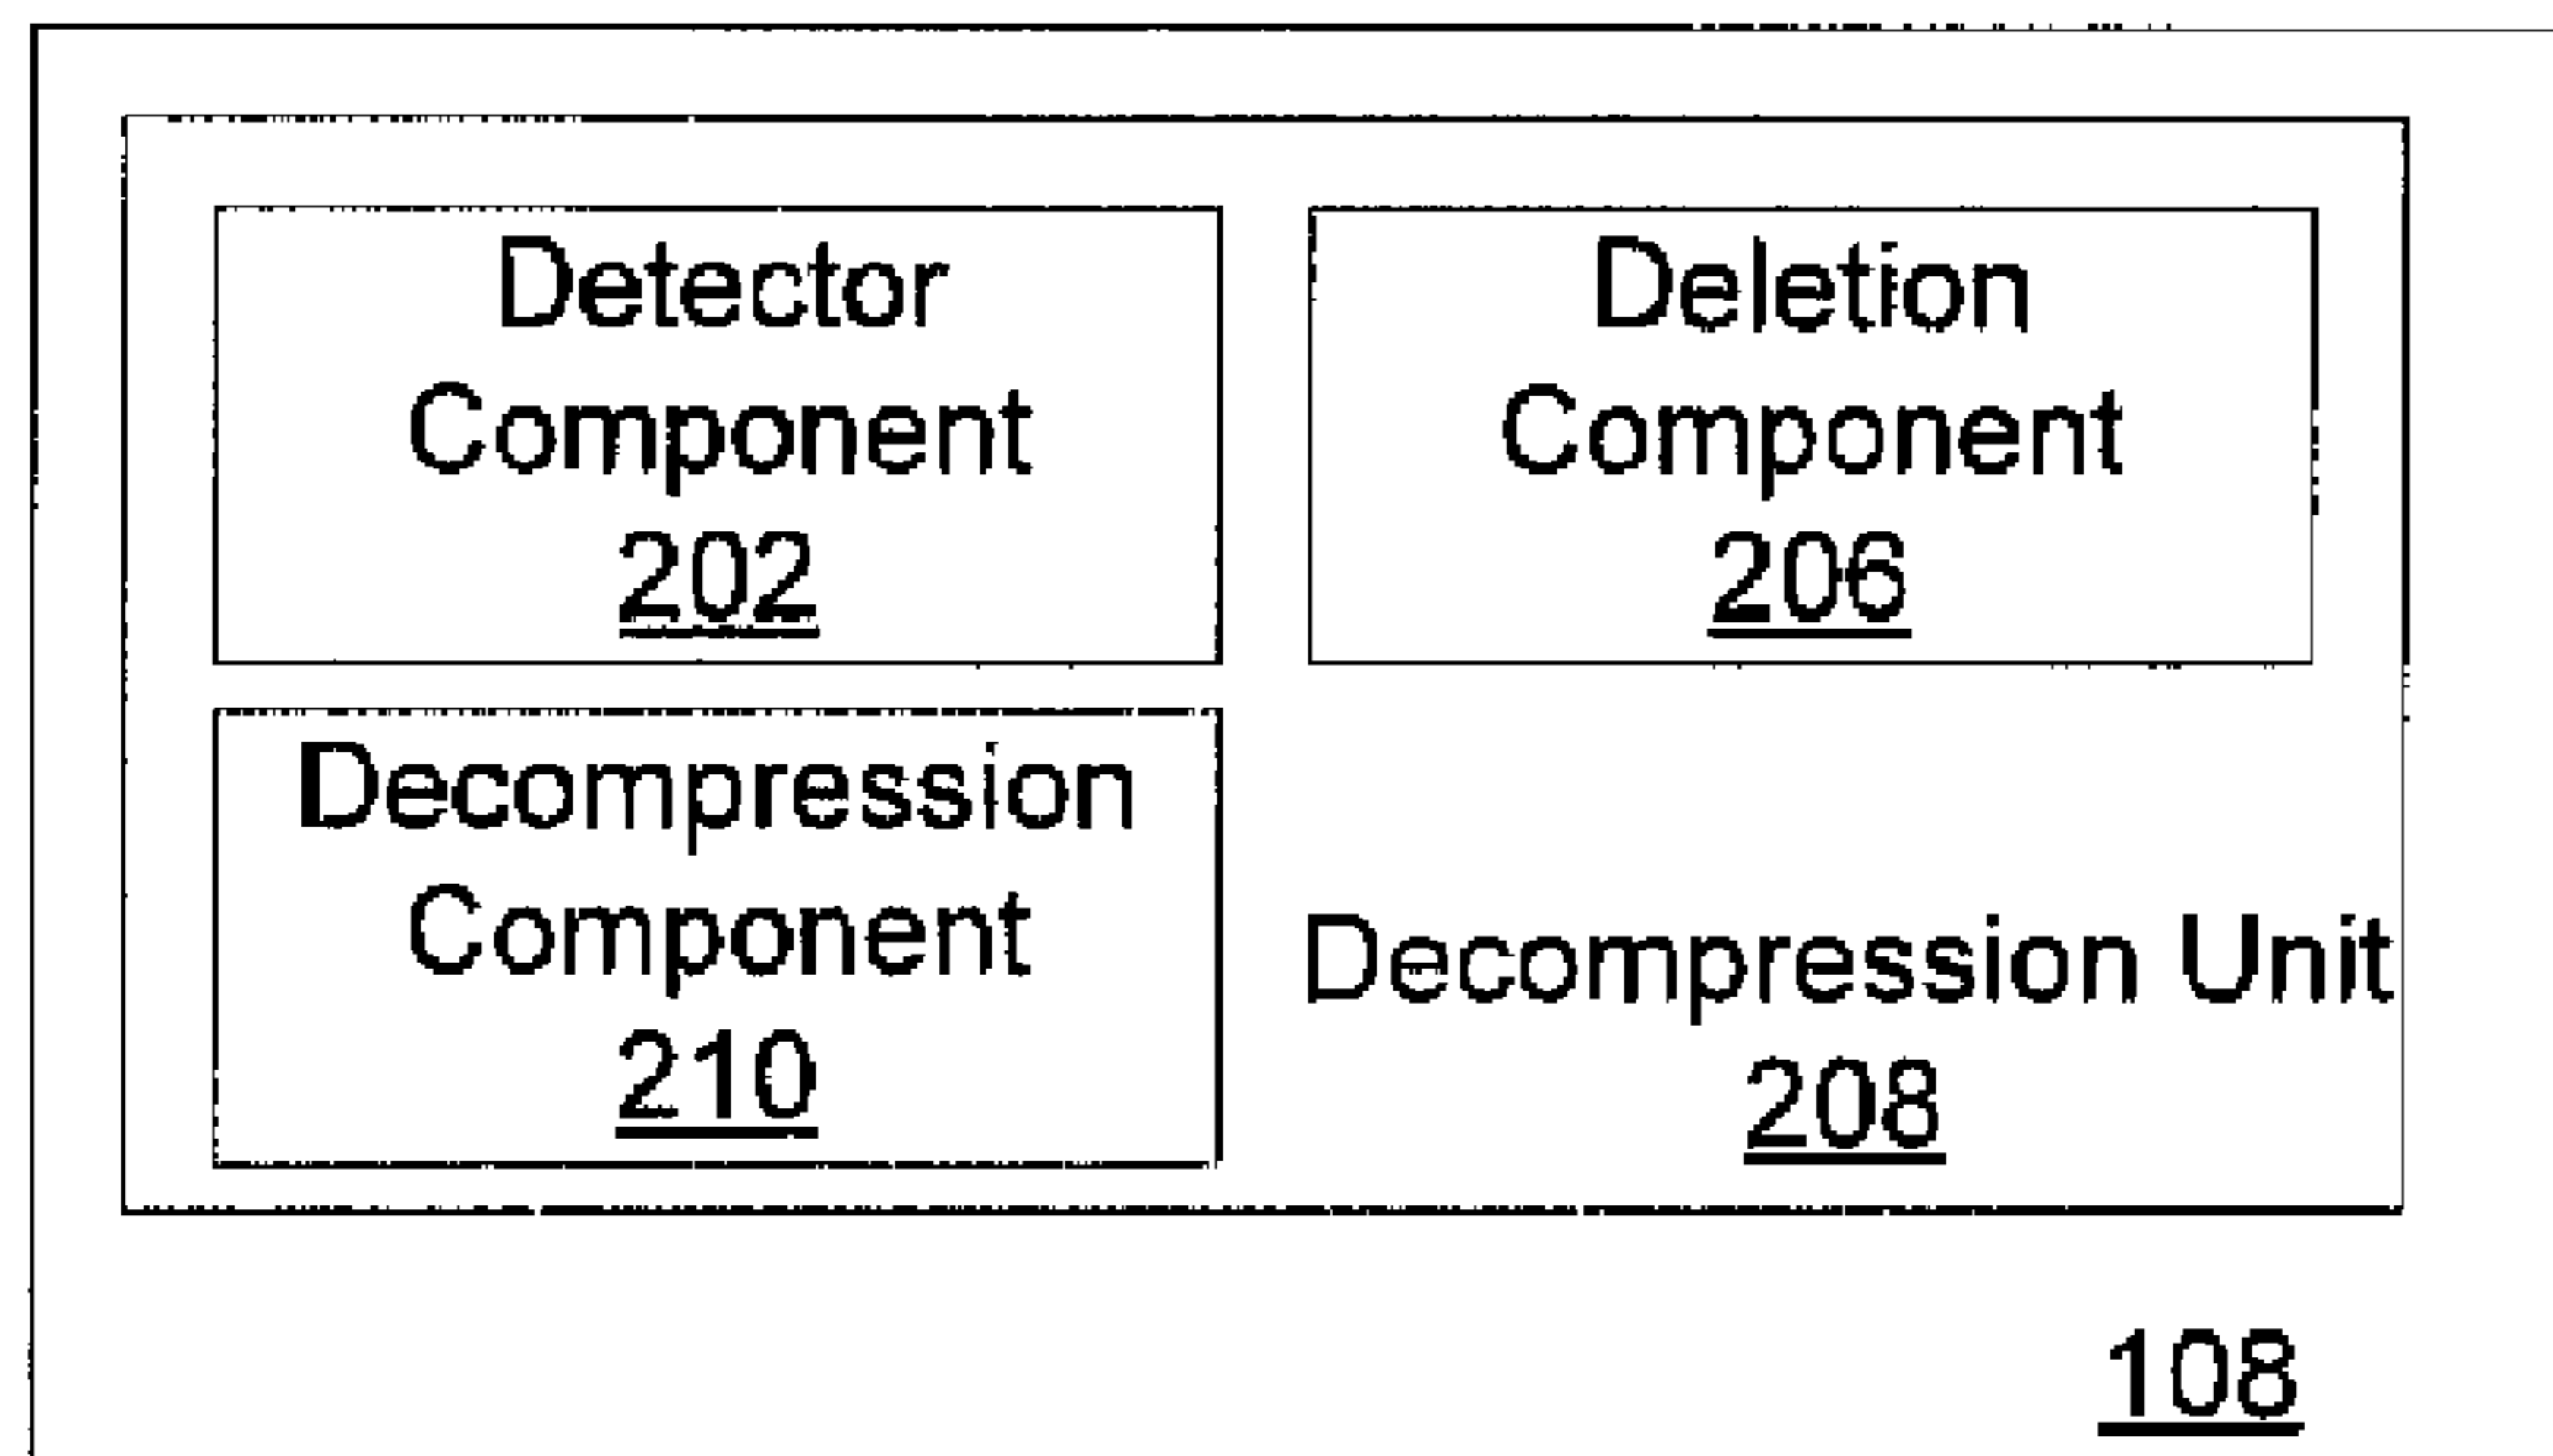 Detector
Component
202
Deletion
Component
206
Decompression
Component
210
Decompression Unit
208
108